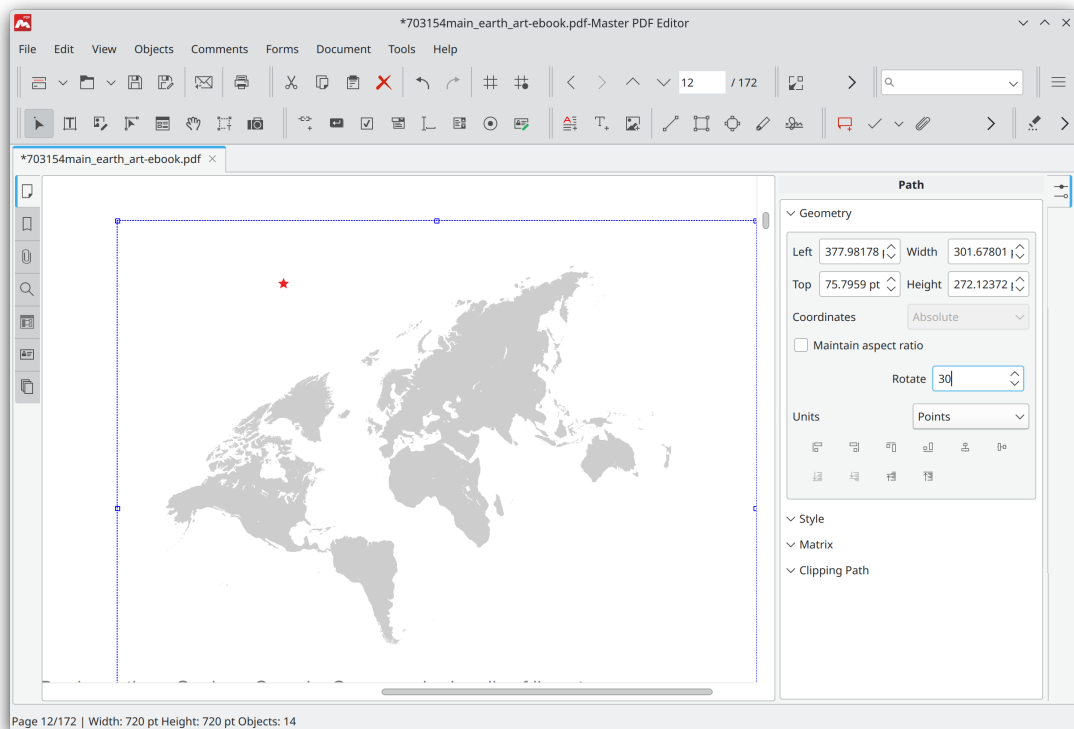 *703154main_earth_art-ebook.pdf-Master PDF Editor
File Edit View Objects Comments Forms Document Tools Help
12 / 172
*703154main_earth_art-ebook.pdf
Path
Geometry
Left 377.98178 Width 301.67801
Top 75.7959 pt Height 272.12372
Coordinates Absolute
Maintain aspect ratio
Rotate 30
Units Points
Style
Matrix
Clipping Path
Page 12/172 | Width: 720 pt Height: 720 pt Objects: 14